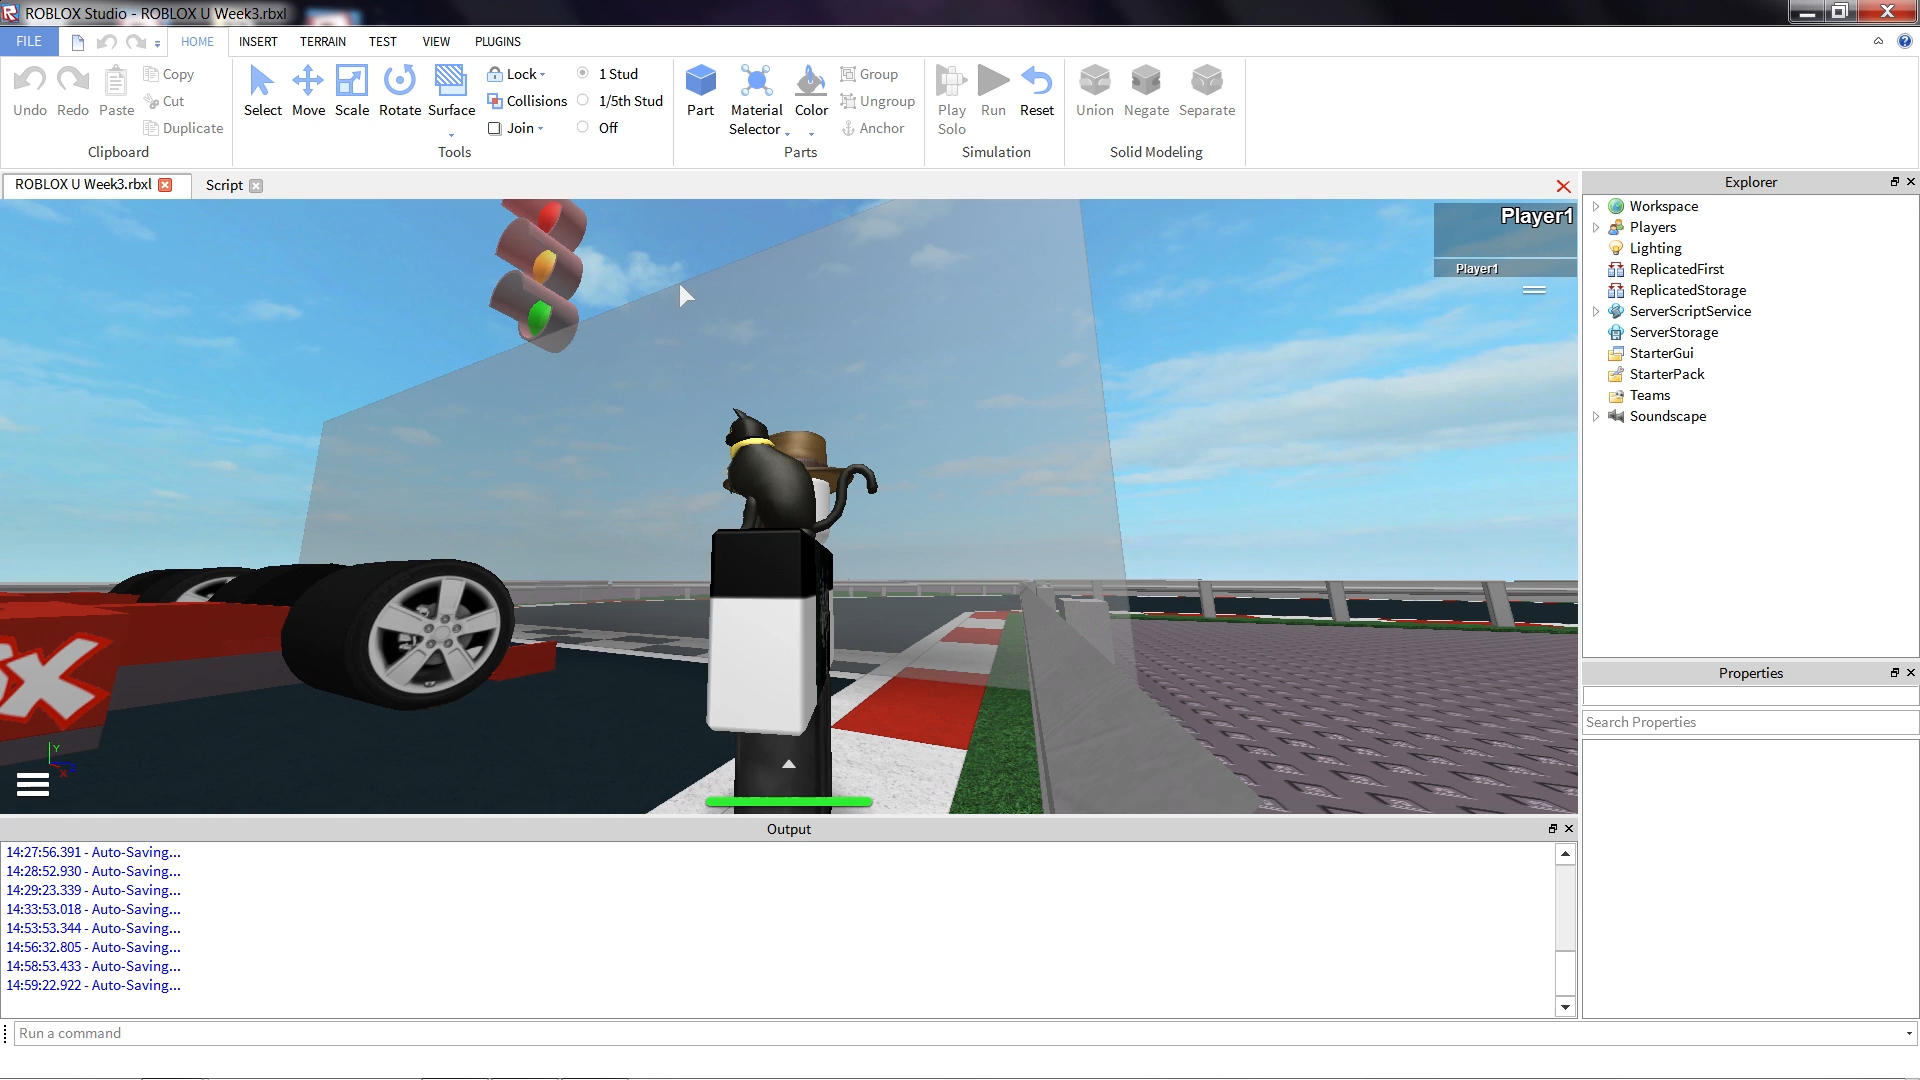 ROBLOX Studio - ROBLOX U Week3.rbxl
FILE HOME INSERT TERRAIN TEST VIEW PLUGINS
Undo Redo Paste Copy Cut Duplicate
Clipboard
Select Move Scale Rotate Surface Lock Collisions Join 1 Stud 1/5th Stud Off
Tools
Part Material Selector Color Group Ungroup Anchor
Parts
Play Solo Run Reset
Simulation
Union Negate Separate
Solid Modeling
ROBLOX U Week3.rbxl Script
Player1
Player1
Y
X
Explorer
Workspace
Players
Lighting
ReplicatedFirst
ReplicatedStorage
ServerScriptService
ServerStorage
StarterGui
StarterPack
Teams
Soundscape
Properties
Search Properties
Output
14:27:56.391 - Auto-Saving...
14:28:52.930 - Auto-Saving...
14:29:23.339 - Auto-Saving...
14:33:53.018 - Auto-Saving...
14:53:53.344 - Auto-Saving...
14:56:32.805 - Auto-Saving...
14:58:53.433 - Auto-Saving...
14:59:22.922 - Auto-Saving...
Run a command